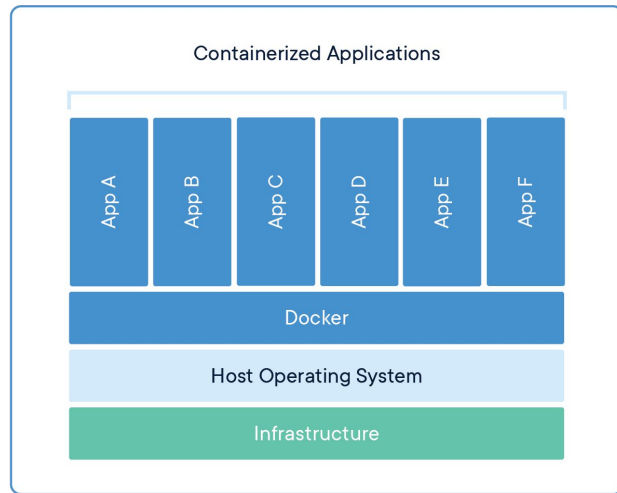 Containerized Applications
App A
App B
App C
App D
App E
App F
Docker
Host Operating System
Infrastructure